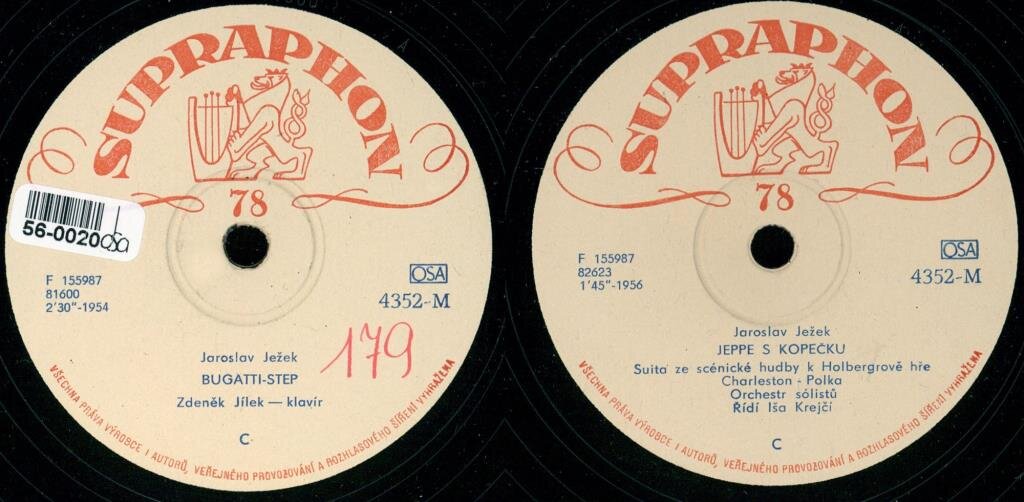 SUPRAPHON
78
56-0020
osa
F 155987
81600
2'30"-1954
OSA
4352-M
179
Jaroslav Ježek
BUGATTI-STEP
Zdeněk Jílek — klavír
C
VŠECHNA PRÁVA VÝROBCE I AUTORŮ, VEŘEJNÉHO PROVOZOVÁNÍ A ROZHLASOVÉHO ŠÍŘENÍ VYHRAŽENA
SUPRAPHON
78
F 155987
82623
1'45"-1956
OSA
4352-M
Jaroslav Ježek
JEPPE S KOPEČKU
Suita ze scénické hudby k Holbergrově hře
Charleston - Polka
Orchestr sólistů
Řídí Iša Krejčí
C
VŠECHNA PRÁVA VÝROBCE I AUTORŮ, VEŘEJNÉHO PROVOZOVÁNÍ A ROZHLASOVÉHO ŠÍŘENÍ VYHRAŽENA